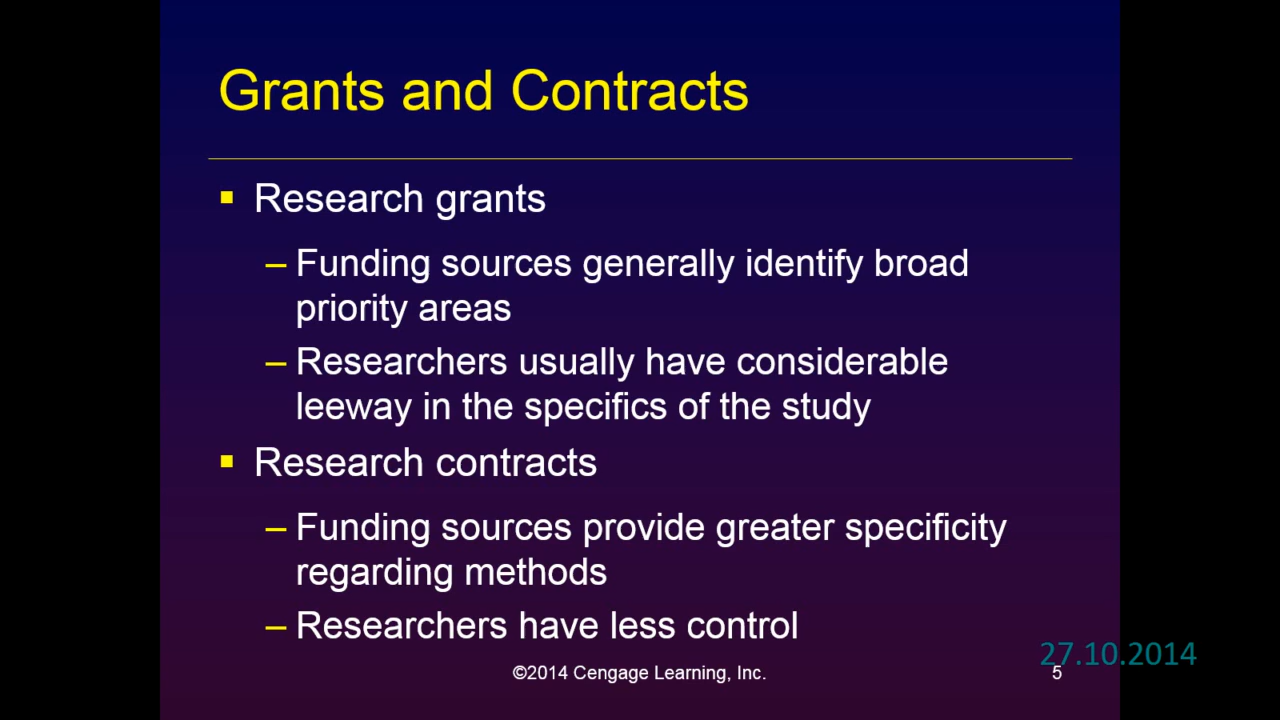 Grants and Contracts
▪ Research grants
– Funding sources generally identify broad
priority areas
– Researchers usually have considerable
leeway in the specifics of the study
▪ Research contracts
– Funding sources provide greater specificity
regarding methods
– Researchers have less control
27.10.2014
©2014 Cengage Learning, Inc.
5